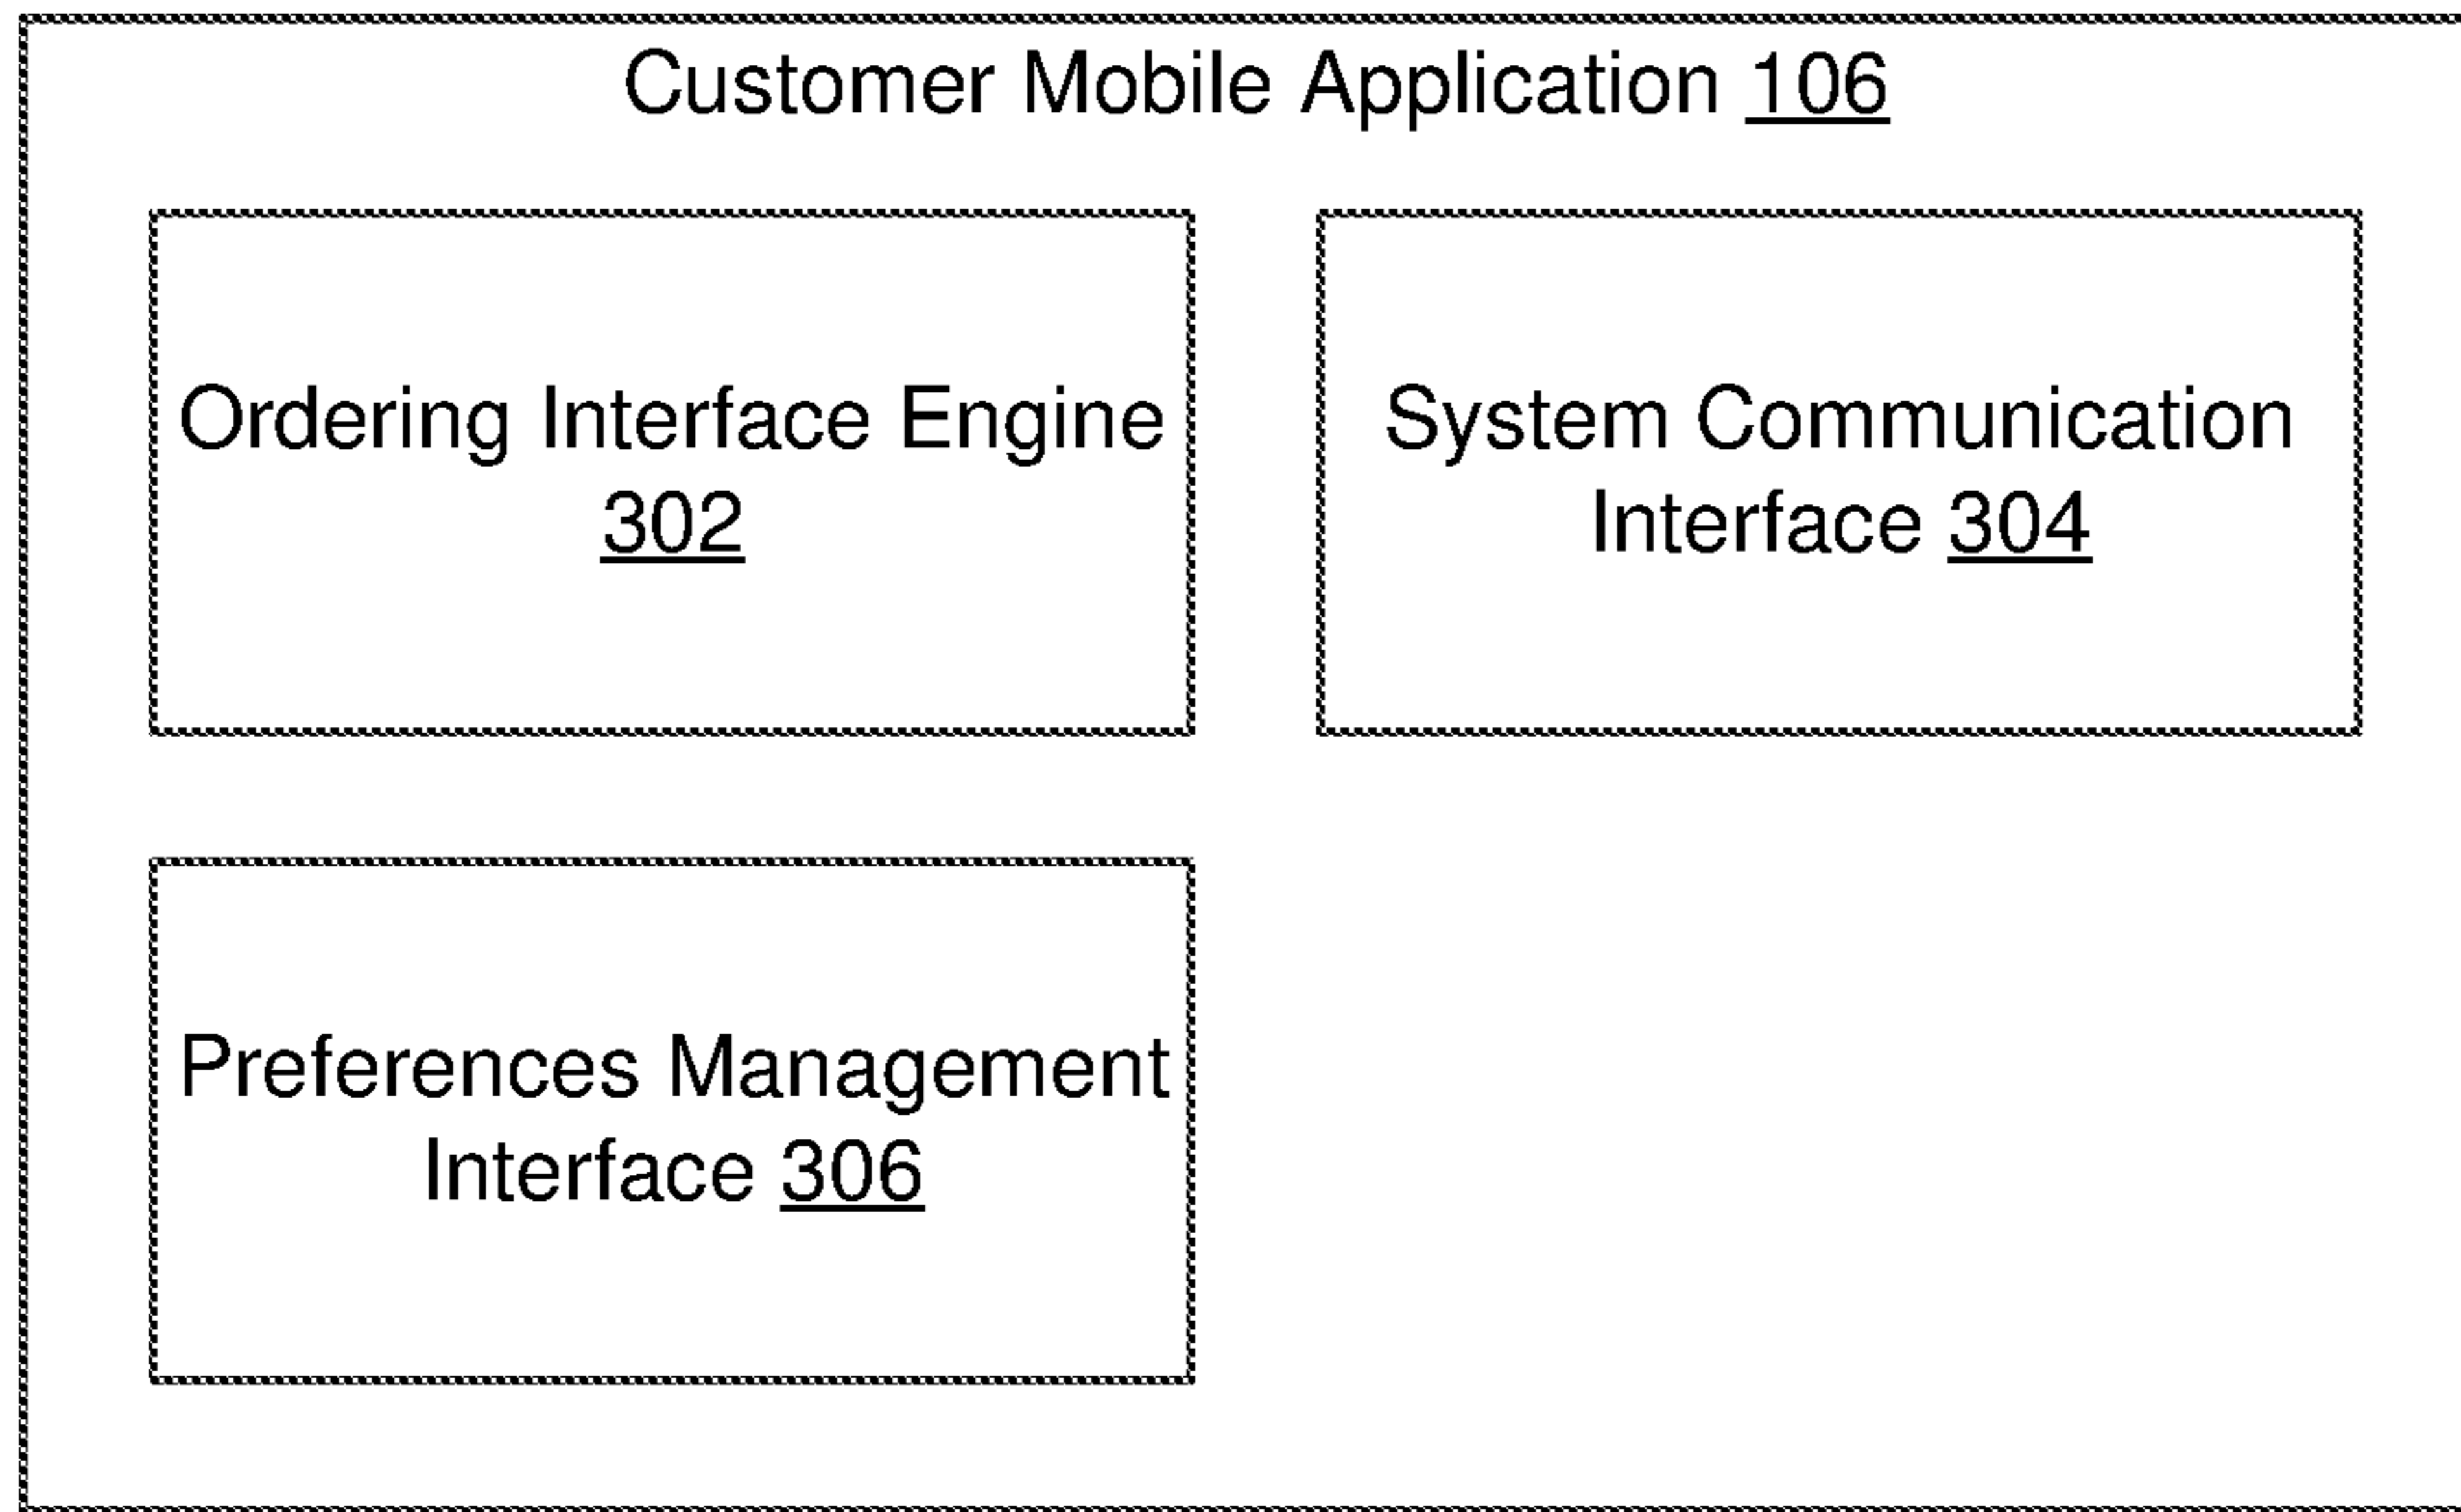 Customer Mobile Application 106
Ordering Interface Engine
302
System Communication
Interface 304
Preferences Management
Interface 306